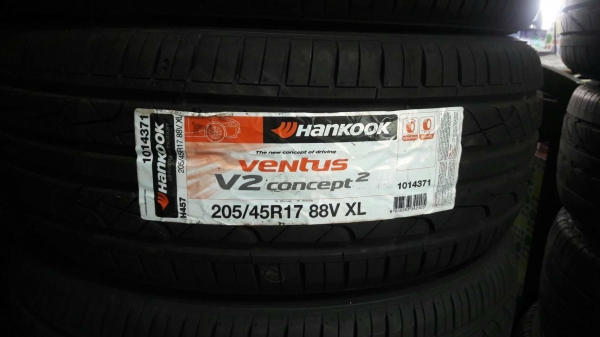 1014371
205/45R17 88V XL
HANKOOK
H457
HANKOOK
The new concept of driving
ventus
V2 concept2
1014371
205/45R17 88V XL